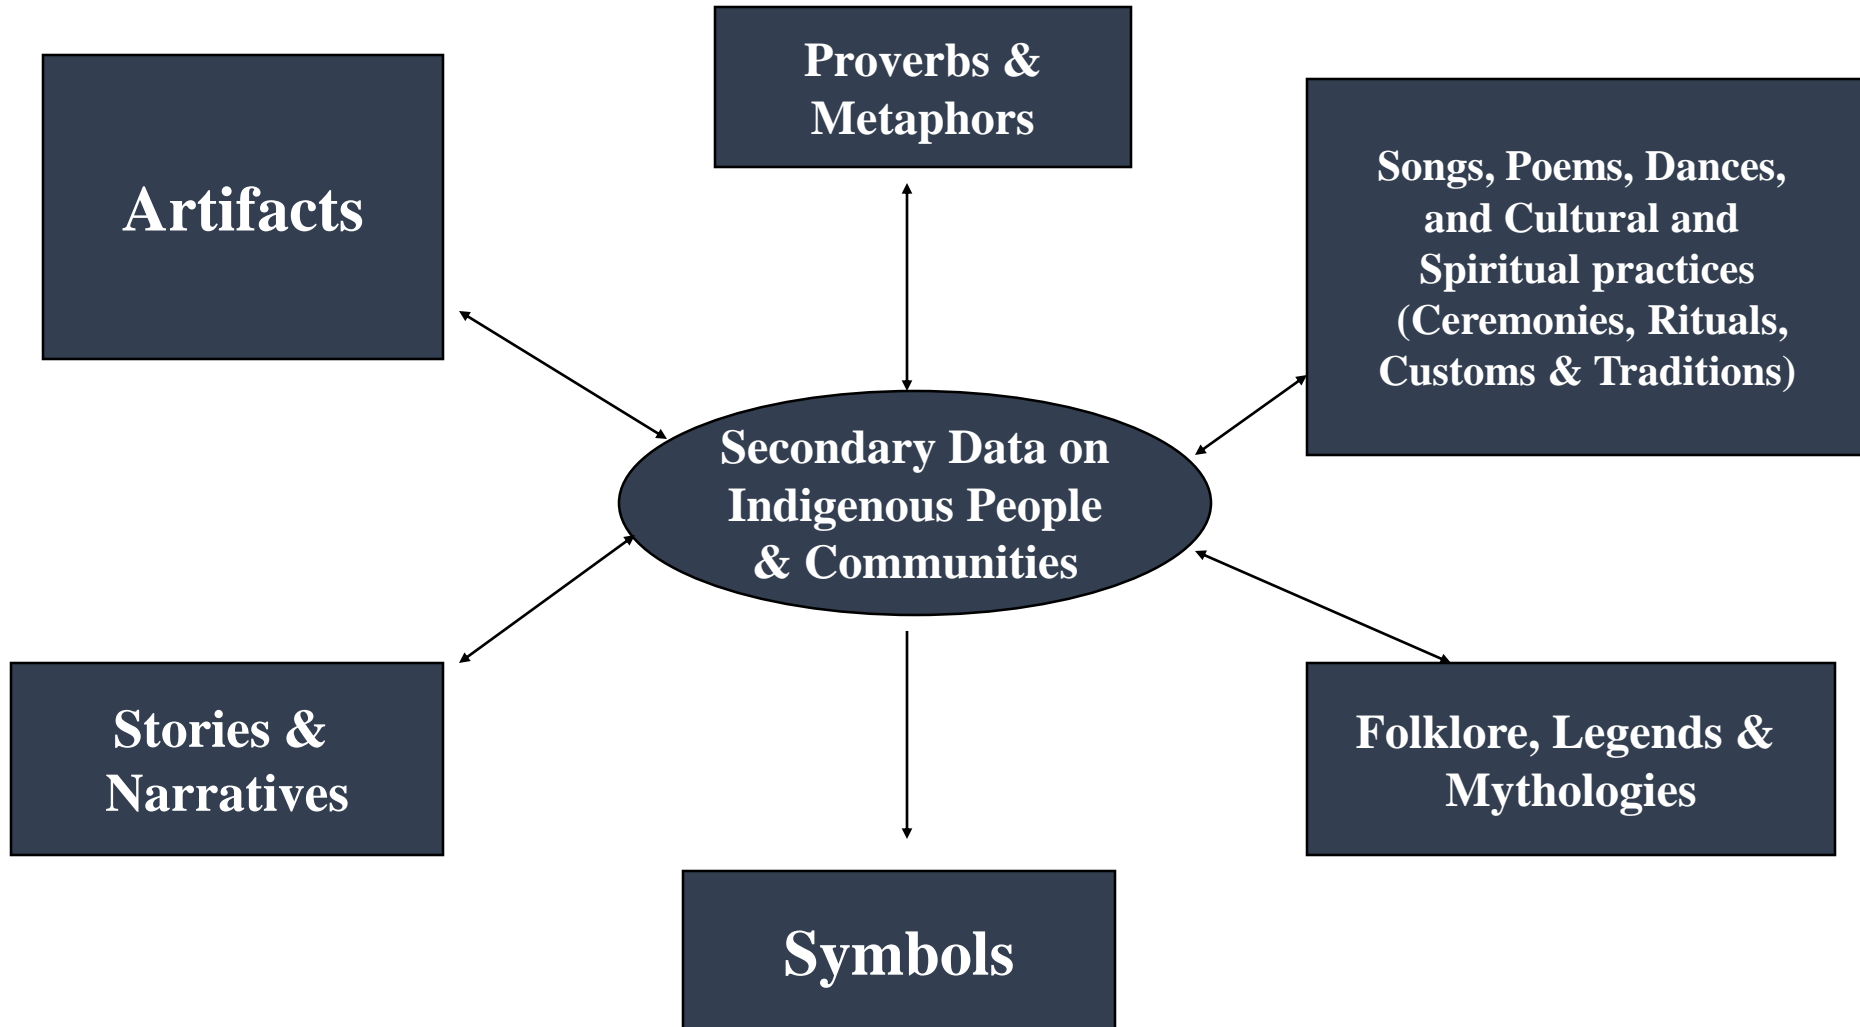 Proverbs &
Metaphors
Artifacts
Songs, Poems, Dances,
and Cultural and
Spiritual practices
(Ceremonies, Rituals,
Customs & Traditions)
Secondary Data on
Indigenous People
& Communities
Stories &
Narratives
Folklore, Legends &
Mythologies
Symbols